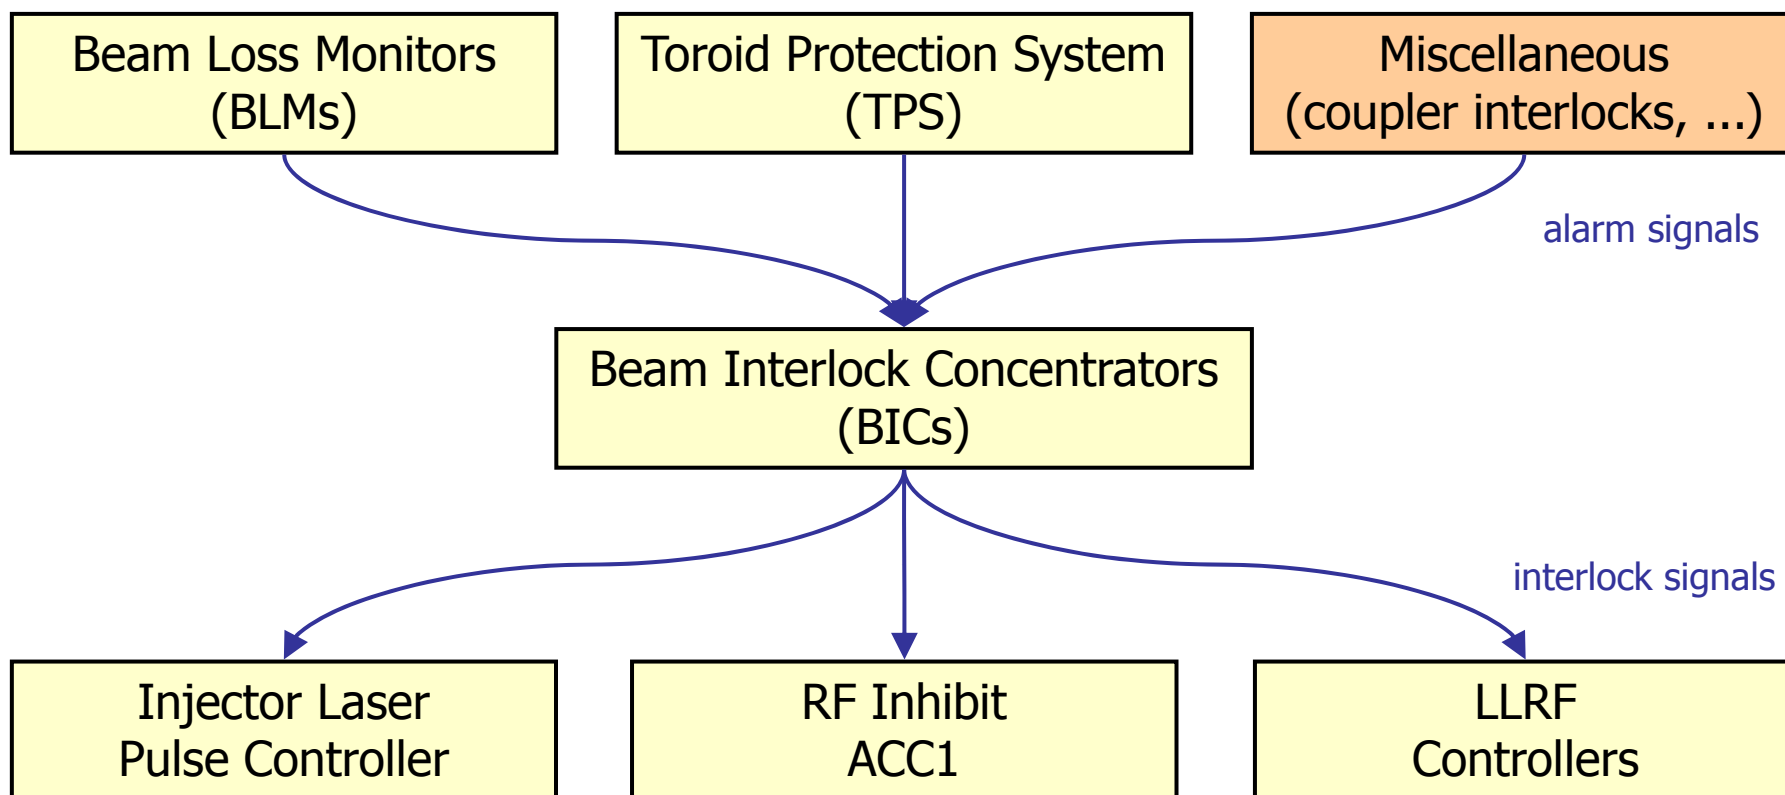 Beam Loss Monitors
(BLMs)
Toroid Protection System
(TPS)
Miscellaneous
(coupler interlocks, ...)
alarm signals
Beam Interlock Concentrators
(BICs)
interlock signals
Injector Laser
Pulse Controller
RF Inhibit
ACC1
LLRF
Controllers